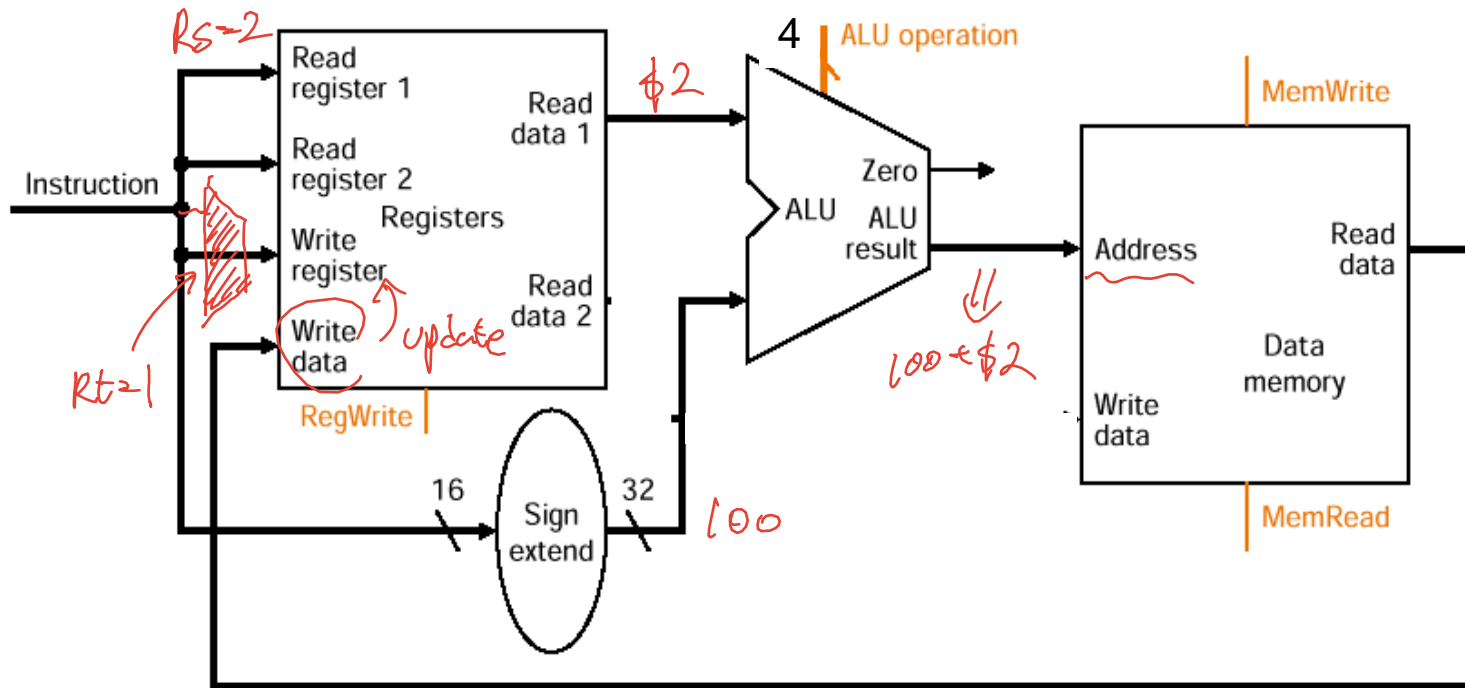 Rs=2
4
ALU operation
Read
register 1
$2
MemWrite
Read
data 1
Read
register 2
Instruction
Zero
Registers
ALU
ALU
result
Write
register
Address
Read
data
Read
data 2
update
Write
data
100+$2
Data
memory
Rt=1
RegWrite
Write
data
16
32
Sign
extend
100
MemRead